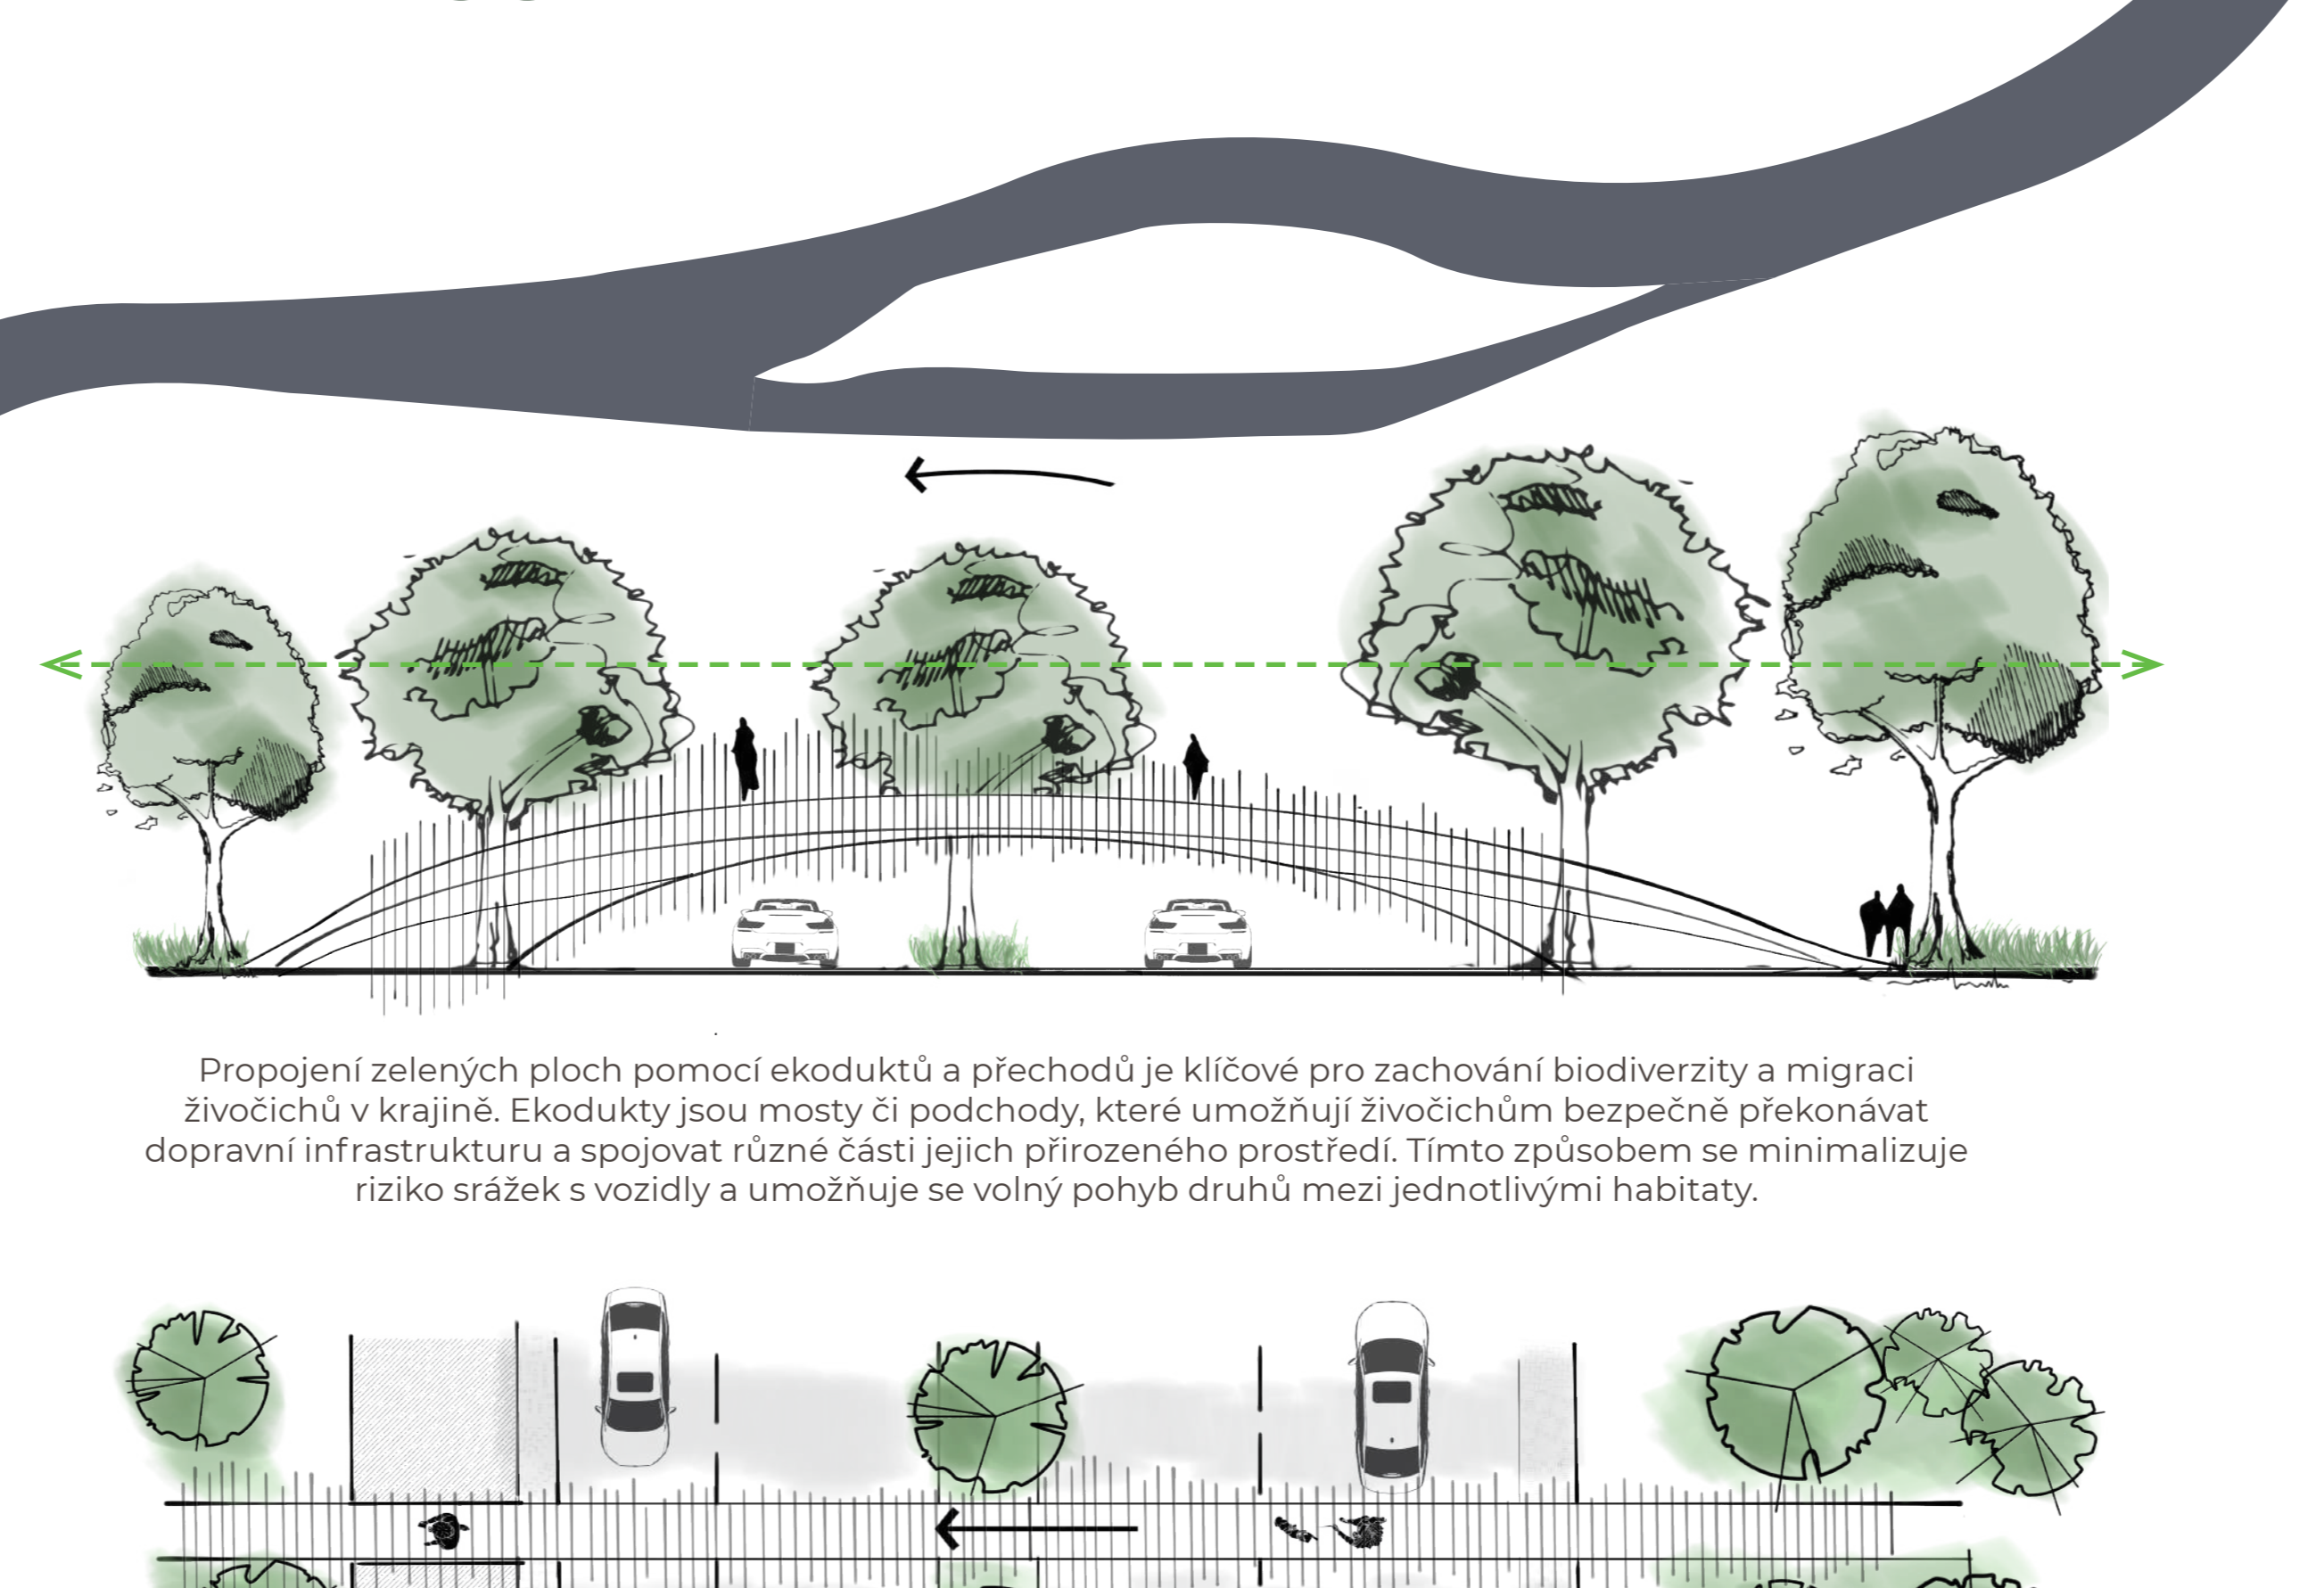 Propojení zelených ploch pomocí ekoduktů a přechodů je klíčové pro zachování biodiverzity a migraci
živočichů v krajině. Ekodukty jsou mosty či podchody, které umožňují živočichům bezpečně překonávat
dopravní infrastrukturu a spojovat různé části jejich přirozeného prostředí. Tímto způsobem se minimalizuje
riziko srážek s vozidly a umožňuje se volný pohyb druhů mezi jednotlivými habitaty.